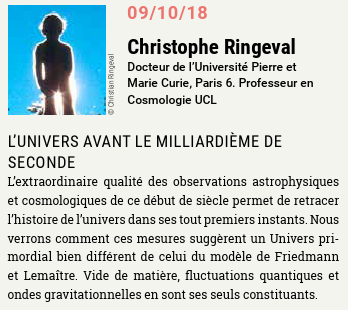 09/10/18
Christophe Ringeval
Docteur de l'Université Pierre et
Marie Curie, Paris 6. Professeur en
Cosmologie UCL
© Christian Ringeval
L'UNIVERS AVANT LE MILLIARDIÈME DE
SECONDE
L'extraordinaire qualité des observations astrophysiques
et cosmologiques de ce début de siècle permet de retracer
l'histoire de l'univers dans ses tout premiers instants. Nous
verrons comment ces mesures suggèrent un Univers pri-
mordial bien différent de celui du modèle de Friedmann
et Lemaître. Vide de matière, fluctuations quantiques et
ondes gravitationnelles en sont ses seuls constituants.